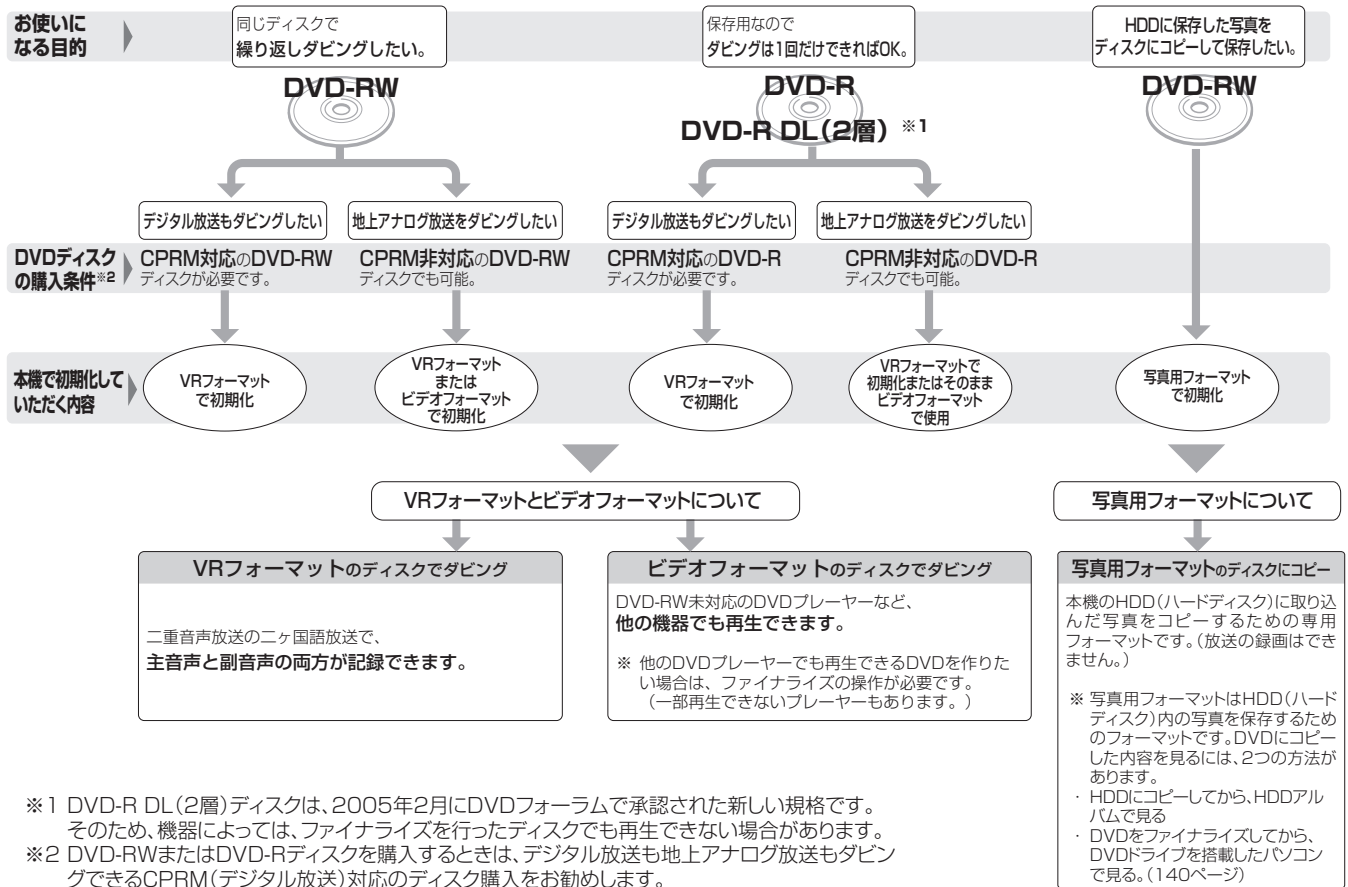 お使いに
なる目的
同じディスクで
繰り返しダビングしたい。
保存用なので
ダビングは1回だけできればOK。
HDDに保存した写真を
ディスクにコピーして保存したい。
DVD-RW
DVD-R
DVD-R DL（2層）※1
DVD-RW
デジタル放送もダビングしたい
地上アナログ放送をダビングしたい
デジタル放送もダビングしたい
地上アナログ放送をダビングしたい
DVDディスク
の購入条件※2
CPRM対応のDVD-RW
ディスクが必要です。
CPRM非対応のDVD-RW
ディスクでも可能。
CPRM対応のDVD-R
ディスクが必要です。
CPRM非対応のDVD-R
ディスクでも可能。
本機で初期化して
いただく内容
VRフォーマット
で初期化
VRフォーマット
または
ビデオフォーマット
で初期化
VRフォーマット
で初期化
VRフォーマットで
初期化またはそのまま
ビデオフォーマット
で使用
写真用フォーマット
で初期化
VRフォーマットとビデオフォーマットについて
写真用フォーマットについて
VRフォーマットのディスクでダビング
二重音声放送の二ヶ国語放送で、
主音声と副音声の両方が記録できます。
ビデオフォーマットのディスクでダビング
DVD-RW未対応のDVDプレーヤーなど、
他の機器でも再生できます。
※ 他のDVDプレーヤーでも再生できるDVDを作りた
い場合は、ファイナライズの操作が必要です。
（一部再生できないプレーヤーもあります。）
写真用フォーマットのディスクにコピー
本機のHDD（ハードディスク）に取り込
んだ写真をコピーするための専用
フォーマットです。（放送の録画はでき
ません。）
※ 写真用フォーマットはHDD（ハード
ディスク）内の写真を保存するため
のフォーマットです。DVDにコピー
した内容を見るには、2つの方法が
あります。
・ HDDにコピーしてから、HDDアル
バムで見る
・ DVDをファイナライズしてから、
DVDドライブを搭載したパソコン
で見る。（140ページ）
※1 DVD-R DL（2層）ディスクは、2005年2月にDVDフォーラムで承認された新しい規格です。
そのため、機器によっては、ファイナライズを行ったディスクでも再生できない場合があります。
※2 DVD-RWまたはDVD-Rディスクを購入するときは、デジタル放送も地上アナログ放送もダビン
グできるCPRM（デジタル放送）対応のディスク購入をお勧めします。